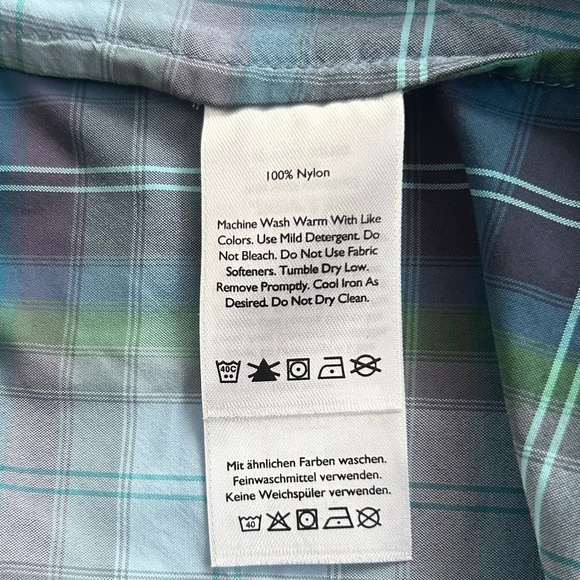 100% Nylon
Machine Wash Warm With Like
Colors. Use Mild Detergent. Do
Not Bleach. Do Not Use Fabric
Softeners. Tumble Dry Low.
Remove Promptly. Cool Iron As
Desired. Do Not Dry Clean.
40C
Mit ähnlichen Farben waschen.
Feinwaschmittel verwenden.
Keine Weichspüler verwenden.
40